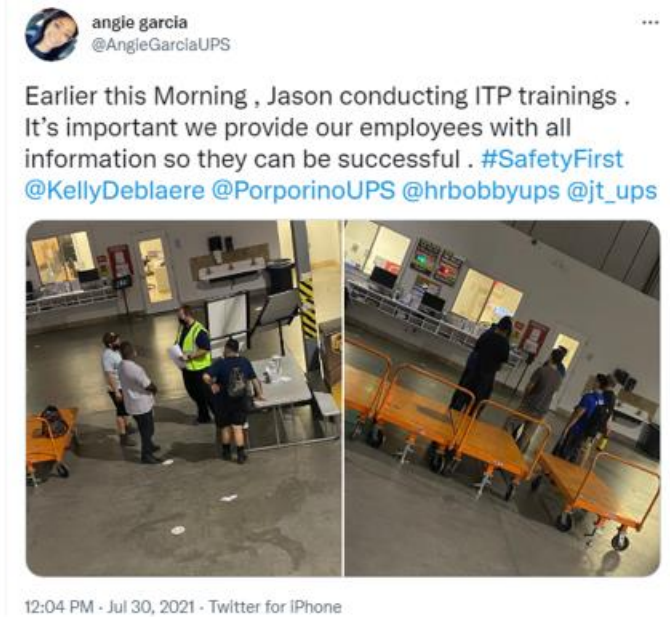 angie garcia
@AngieGarciaUPS
Earlier this Morning , Jason conducting ITP trainings .
It's important we provide our employees with all
information so they can be successful . #SafetyFirst
@KellyDeblaere @PorporinoUPS @hrbobbyups @jt_ups
12:04 PM · Jul 30, 2021 · Twitter for iPhone